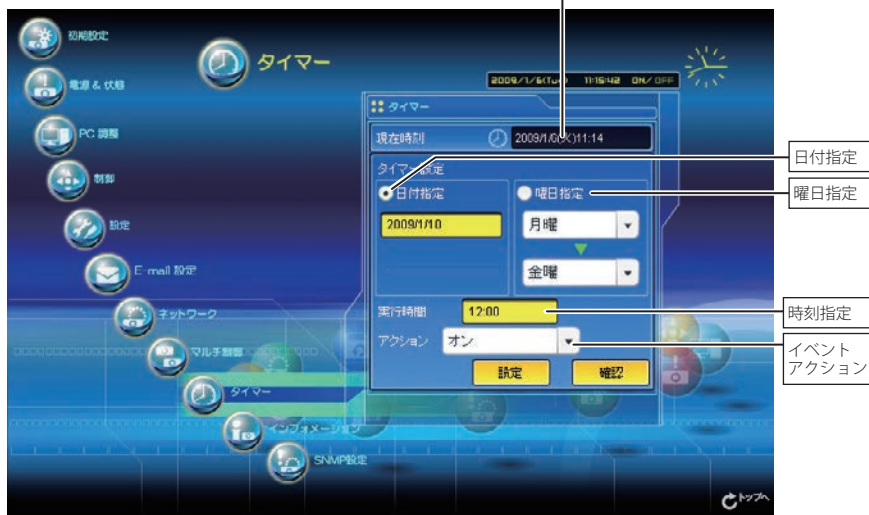 初期設定
電源 & 状態
PC 調整
制御
設定
E-mail 設定
ネットワーク
マルチ制御
タイマー
インフォメーション
SNMP設定
タイマー
11:15:42 ON/OFF
タイマー
現在時刻
11:14
タイマー設定
日付指定
曜日指定
2009/1/10
月曜
金曜
実行時間
12:00
アクション
オン
設定
確認
トップへ
日付指定
曜日指定
時刻指定
イベント
アクション